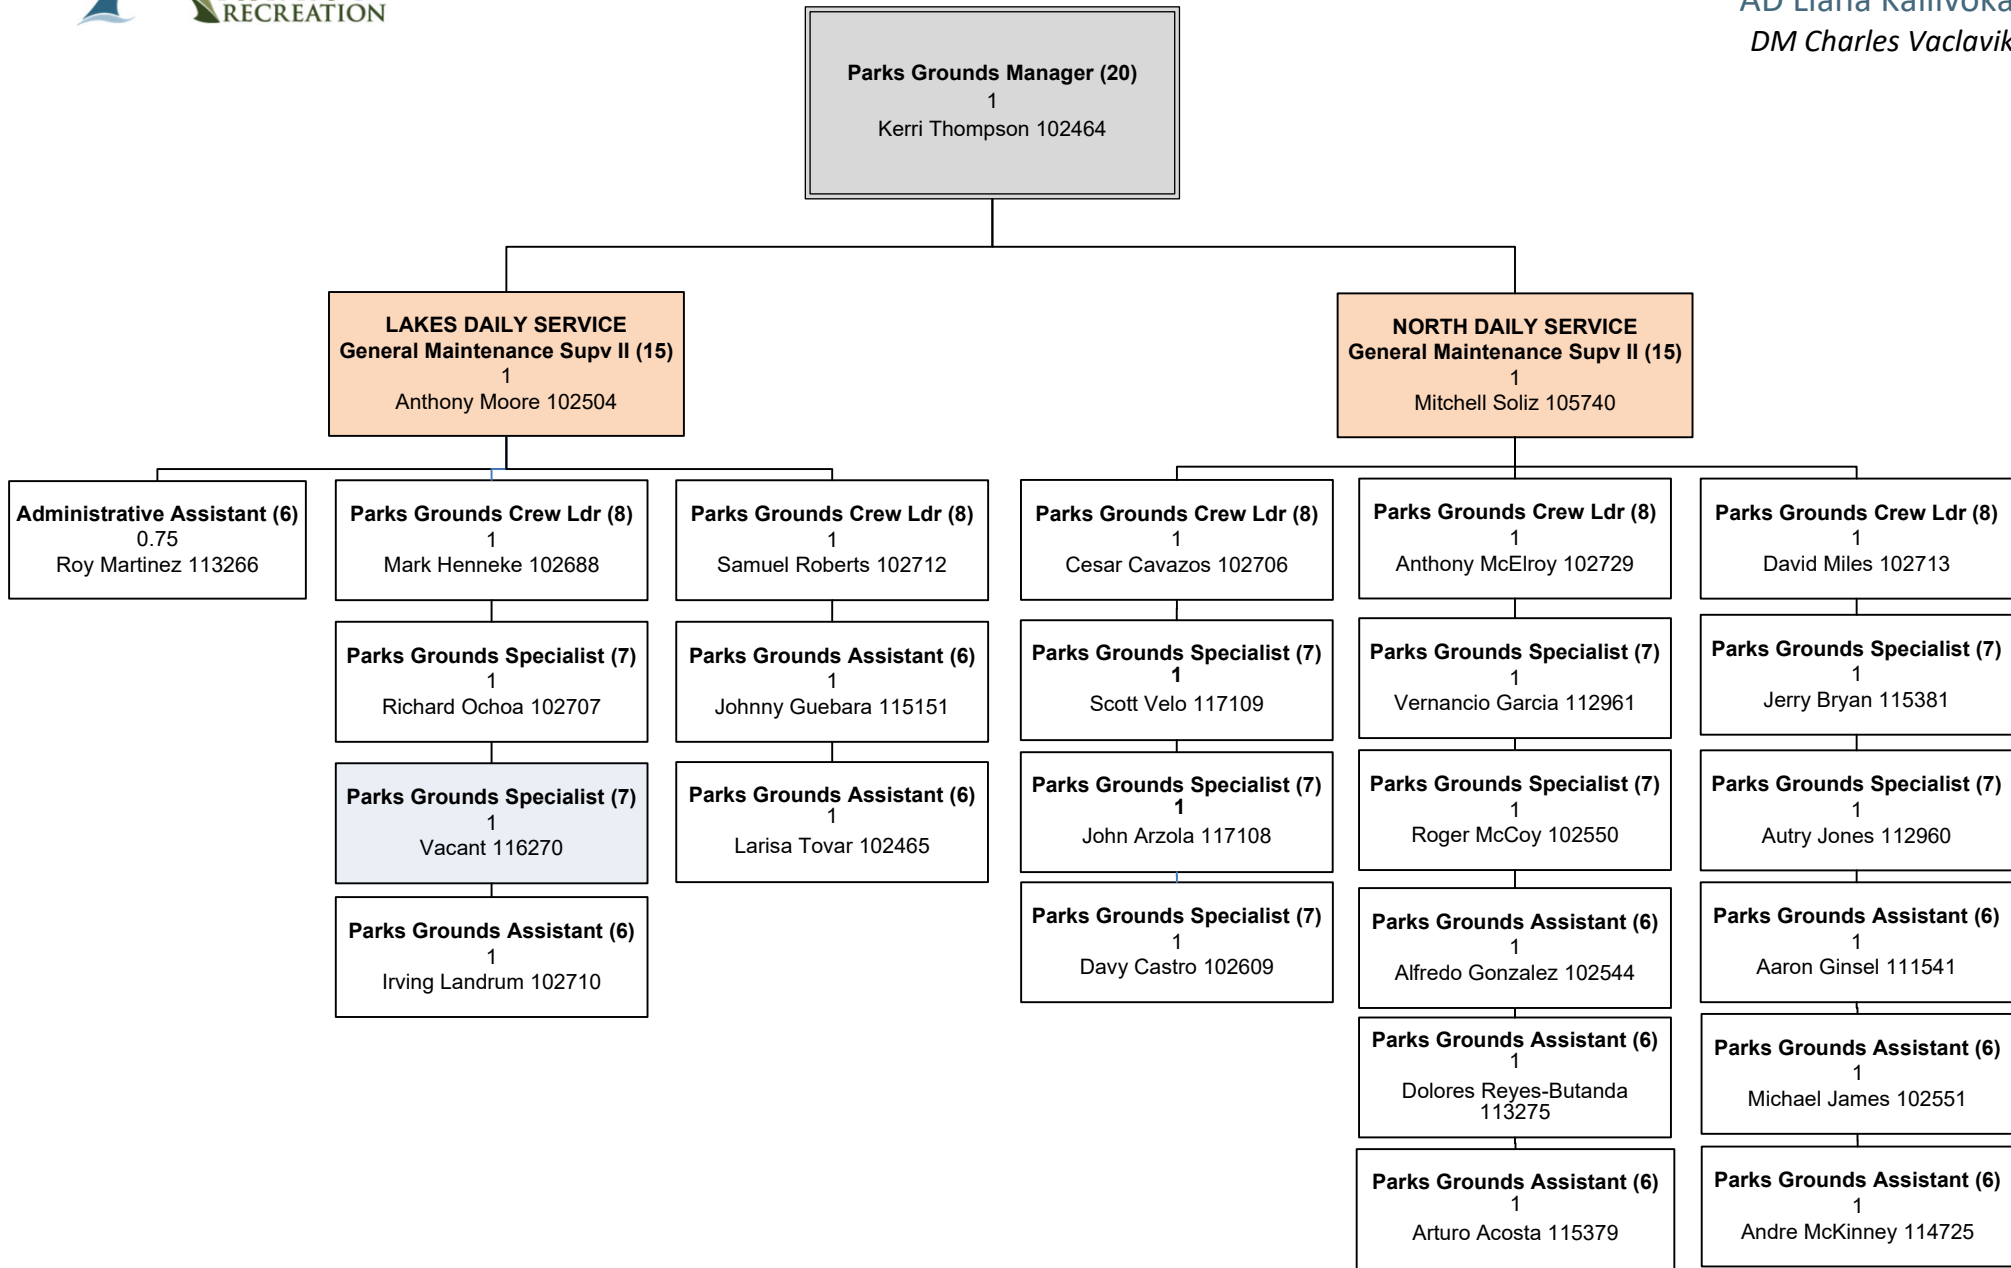 RECREATION
DM Charles Vaclavik
Parks Grounds Manager (20)
1
Kerri Thompson 102464
LAKES DAILY SERVICE
General Maintenance Supv II (15)
1
Anthony Moore 102504
NORTH DAILY SERVICE
General Maintenance Supv II (15)
1
Mitchell Soliz 105740
Administrative Assistant (6)
0.75
Roy Martinez 113266
Parks Grounds Crew Ldr (8)
1
Mark Henneke 102688
Parks Grounds Specialist (7)
1
Richard Ochoa 102707
Parks Grounds Specialist (7)
1
Vacant 116270
Parks Grounds Assistant (6)
1
Irving Landrum 102710
Parks Grounds Crew Ldr (8)
1
Samuel Roberts 102712
Parks Grounds Assistant (6)
1
Johnny Guebara 115151
Parks Grounds Assistant (6)
1
Larisa Tovar 102465
Parks Grounds Crew Ldr (8)
1
Cesar Cavazos 102706
Parks Grounds Specialist (7)
1
Scott Velo 117109
Parks Grounds Specialist (7)
1
John Arzola 117108
Parks Grounds Specialist (7)
1
Davy Castro 102609
Parks Grounds Crew Ldr (8)
1
Anthony McElroy 102729
Parks Grounds Specialist (7)
1
Vernancio Garcia 112961
Parks Grounds Specialist (7)
1
Roger McCoy 102550
Parks Grounds Assistant (6)
1
Alfredo Gonzalez 102544
Parks Grounds Assistant (6)
1
Dolores Reyes-Butanda
113275
Parks Grounds Assistant (6)
1
Arturo Acosta 115379
Parks Grounds Crew Ldr (8)
1
David Miles 102713
Parks Grounds Specialist (7)
1
Jerry Bryan 115381
Parks Grounds Specialist (7)
1
Autry Jones 112960
Parks Grounds Assistant (6)
1
Aaron Ginsel 111541
Parks Grounds Assistant (6)
1
Michael James 102551
Parks Grounds Assistant (6)
1
Andre McKinney 114725